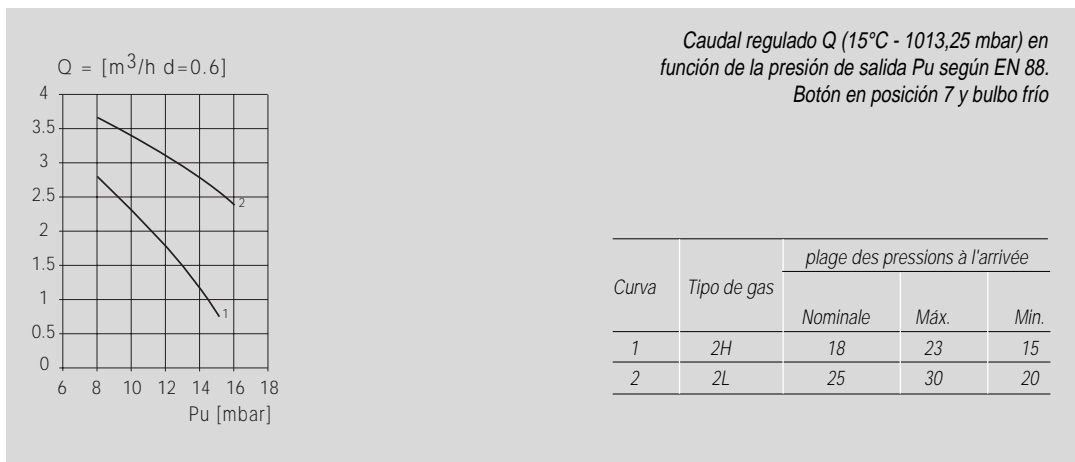 Caudal regulado Q (15°C - 1013,25 mbar) en
función de la presión de salida Pu según EN 88.
Botón en posición 7 y bulbo frío
Q = [m3/h d=0.6]
4
3.5
3
2.5
2
1.5
1
0.5
0
6 8 10 12 14 16 18
Pu [mbar]
2
1
plage des pressions à l'arrivée
Curva Tipo de gas
Nominale Máx. Min.
1 2H 18 23 15
2 2L 25 30 20